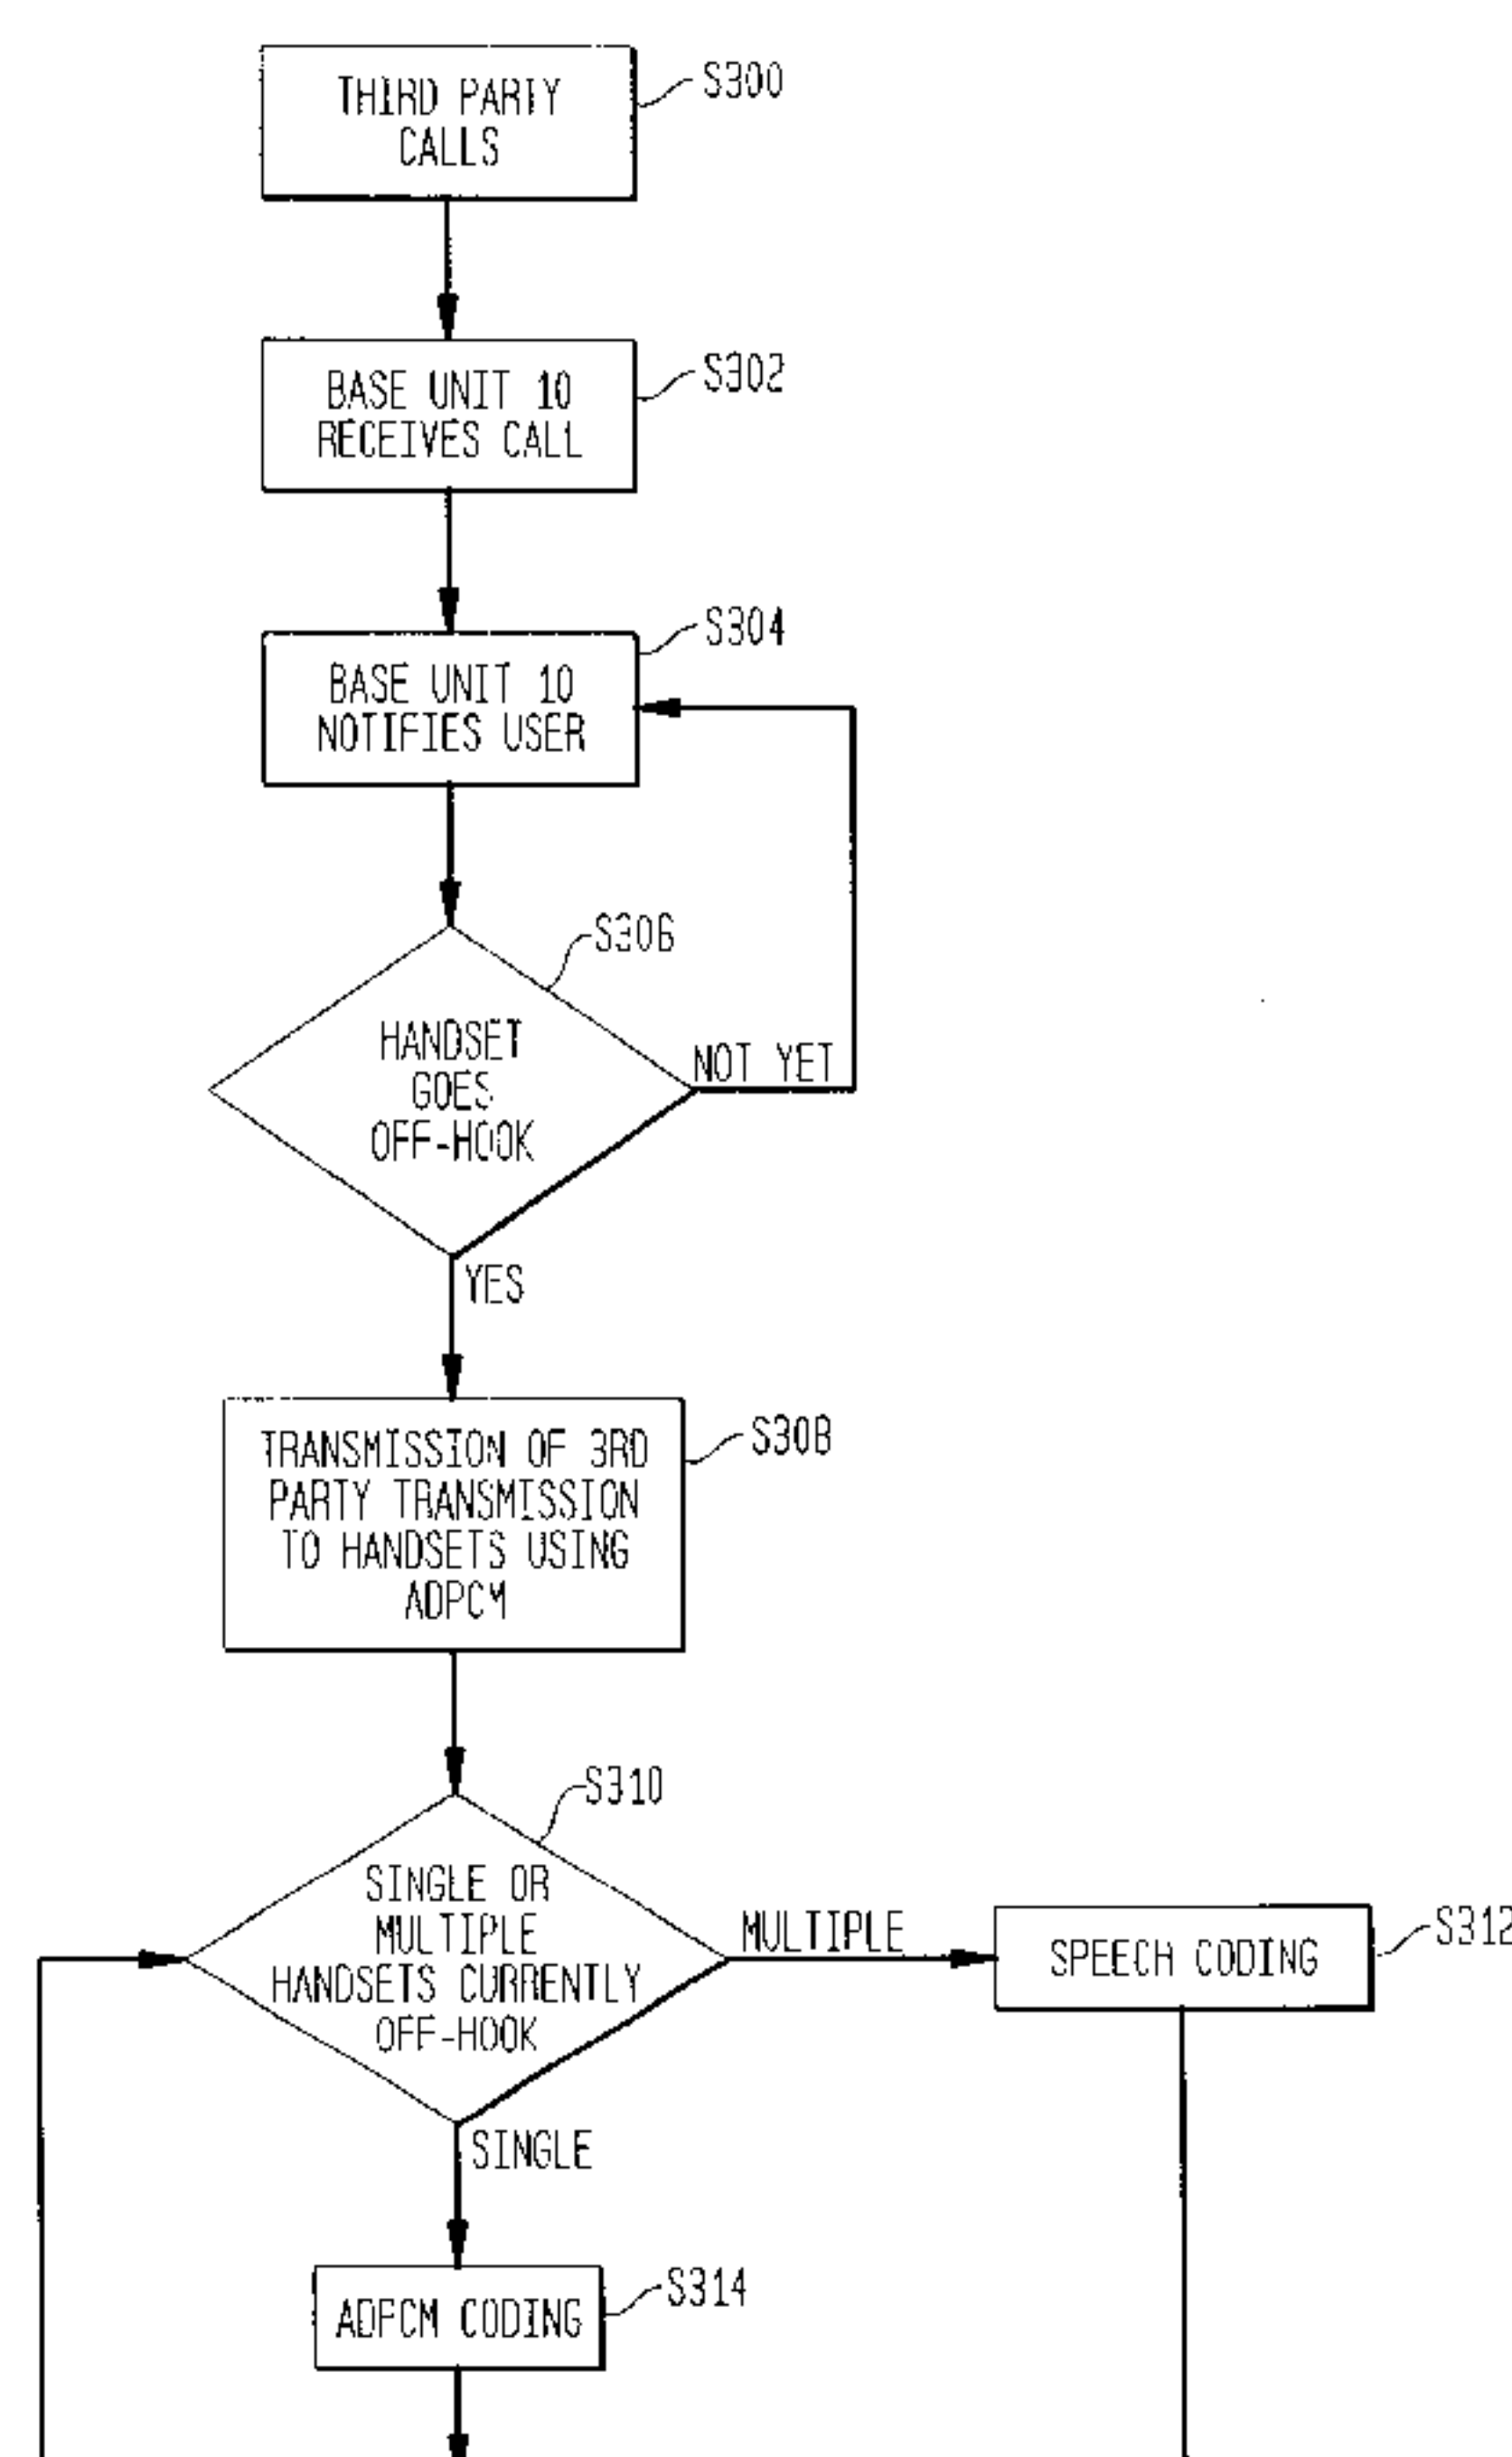 THIRD PARTY
CALLS
S300
BASE UNIT 10
RECEIVES CALL
S302
BASE UNIT 10
NOTIFIES USER
S304
HANDSET
GOES
OFF-HOOK
S306
NOT YET
YES
TRANSMISSION OF 3RD
PARTY TRANSMISSION
TO HANDSETS USING
ADPCM
S308
SINGLE OR
MULTIPLE
HANDSETS CURRENTLY
OFF-HOOK
S310
MULTIPLE
SPEECH CODING
S312
SINGLE
ADPCM CODING
S314